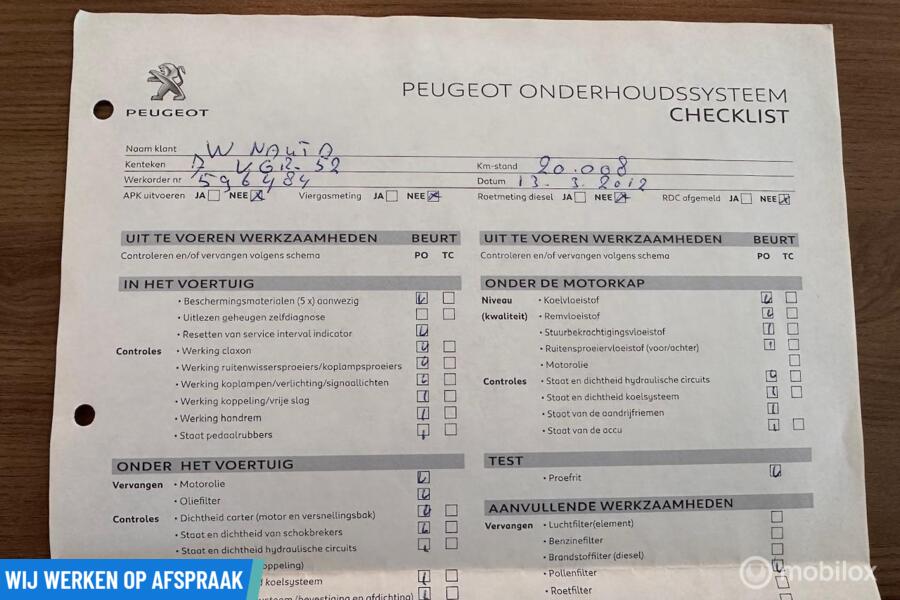 PEUGEOT
PEUGEOT ONDERHOUDSSYSTEEM
CHECKLIST
Naam klant W NAUTA
Kenteken
Werkorder nr 596484
Km-stand 20.008
Datum 13.3.2012
APK uitvoeren JA NEE Viergasmeting JA NEE Roetmeting diesel JA NEE RDC afgemeld JA NEE
UIT TE VOEREN WERKZAAMHEDEN BEURT
Controleren en/of vervangen volgens schema PO TC
IN HET VOERTUIG
• Beschermingsmaterialen (5 x) aanwezig
• Uitlezen geheugen zelfdiagnose
• Resetten van service interval indicator
Controles • Werking claxon
• Werking ruitenwissersproeiers/koplampsproeiers
• Werking koplampen/verlichting/signaallichten
• Werking koppeling/vrije slag
• Werking handrem
• Staat pedaalrubbers
ONDER HET VOERTUIG
Vervangen • Motorolie
• Oliefilter
Controles • Dichtheid carter (motor en versnellingsbak)
• Staat en dichtheid van schokbrekers
• Staat en dichtheid hydraulische circuits
koelsysteem
UIT TE VOEREN WERKZAAMHEDEN BEURT
Controleren en/of vervangen volgens schema PO TC
ONDER DE MOTORKAP
Niveau • Koelvloeistof
(kwaliteit) • Remvloeistof
• Stuurbekrachtigingsvloeistof
• Ruitensproeiervloeistof (voor/achter)
• Motorolie
Controles • Staat en dichtheid hydraulische circuits
• Staat en dichtheid koelsysteem
• Staat van de aandrijfriemen
• Staat van de accu
TEST
• Proefrit
AANVULLENDE WERKZAAMHEDEN
Vervangen • Luchtfilter(element)
• Benzinefilter
• Brandstoffilter (diesel)
• Pollenfilter
• Roetfilter
WIJ WERKEN OP AFSPRAAK
mobilox